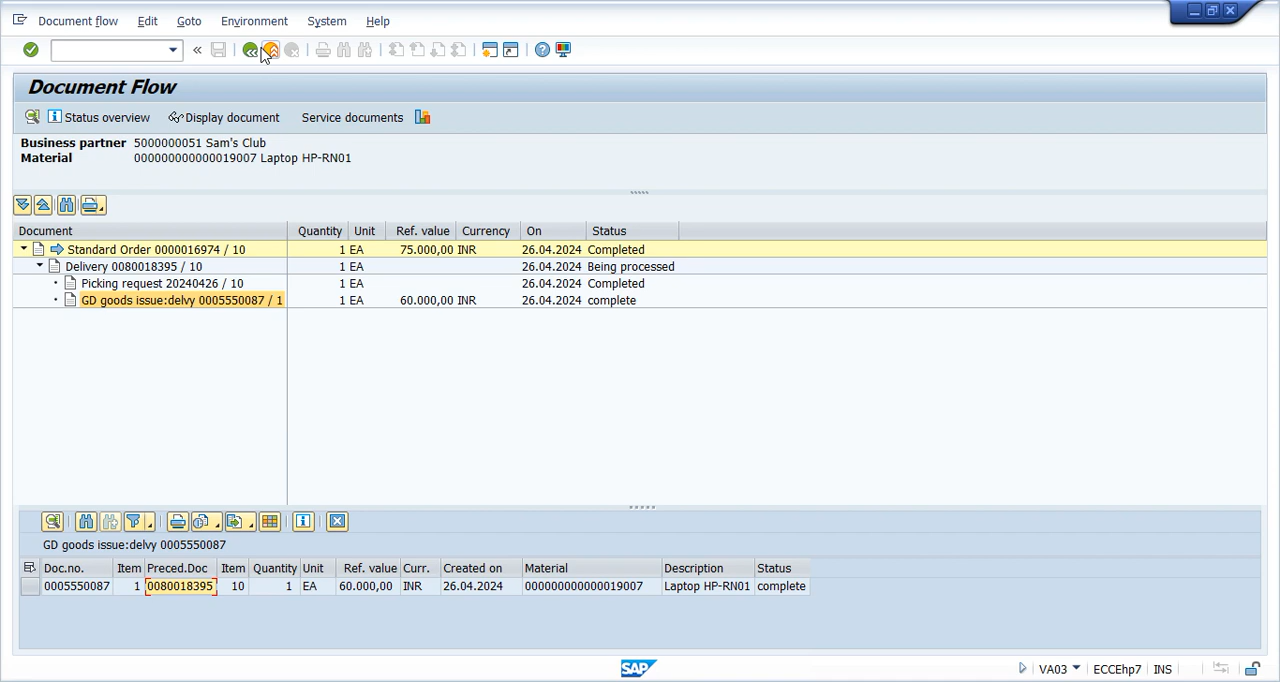 Document flow Edit Goto Environment System Help
Document Flow
Status overview Display document Service documents
Business partner 5000000051 Sam's Club
Material 000000000000019007 Laptop HP-RN01
Document Quantity Unit Ref. value Currency On Status
Standard Order 0000016974 / 10 1 EA 75.000,00 INR 26.04.2024 Completed
Delivery 0080018395 / 10 1 EA 26.04.2024 Being processed
Picking request 20240426 / 10 1 EA 26.04.2024 Completed
GD goods issue:delvy 0005550087 / 1 1 EA 60.000,00 INR 26.04.2024 complete
GD goods issue:delvy 0005550087
Doc.no. Item Preced.Doc Item Quantity Unit Ref. value Curr. Created on Material Description Status
0005550087 1 0080018395 10 1 EA 60.000,00 INR 26.04.2024 000000000000019007 Laptop HP-RN01 complete
SAP VA03 ECCEhp7 INS